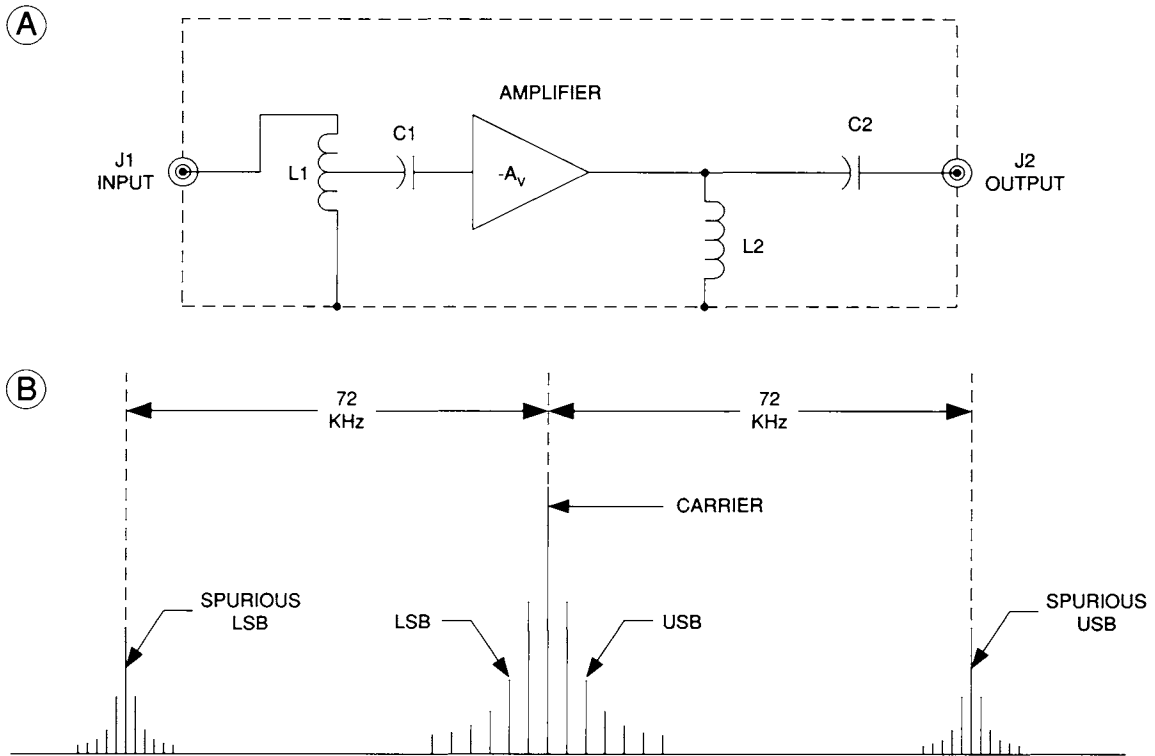 A
AMPLIFIER
C1
C2
J1
INPUT
L1
-AV
J2
OUTPUT
L2
B
72
KHz
72
KHz
CARRIER
SPURIOUS
LSB
LSB
USB
SPURIOUS
USB